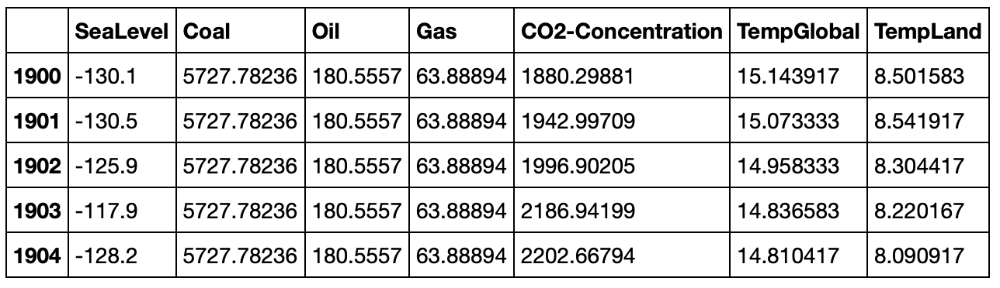 SeaLevel Coal Oil Gas CO2-Concentration TempGlobal TempLand
1900 -130.1 5727.78236 180.5557 63.88894 1880.29881 15.143917 8.501583
1901 -130.5 5727.78236 180.5557 63.88894 1942.99709 15.073333 8.541917
1902 -125.9 5727.78236 180.5557 63.88894 1996.90205 14.958333 8.304417
1903 -117.9 5727.78236 180.5557 63.88894 2186.94199 14.836583 8.220167
1904 -128.2 5727.78236 180.5557 63.88894 2202.66794 14.810417 8.090917